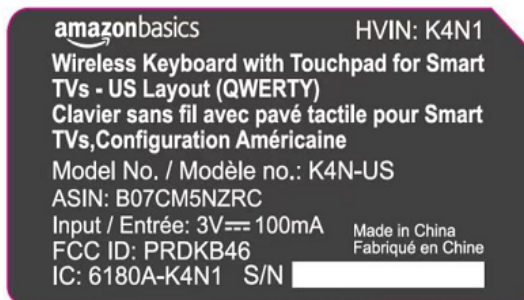 amazonbasics HVIN: K4N1
Wireless Keyboard with Touchpad for Smart
TVs - US Layout (QWERTY)
Clavier sans fil avec pavé tactile pour Smart
TVs,Configuration Américaine
Model No. / Modèle no.: K4N-US
ASIN: B07CM5NZRC
Input / Entrée: 3V⎓100mA
Made in China
FCC ID: PRDKB46
Fabriqué en Chine
IC: 6180A-K4N1 S/N